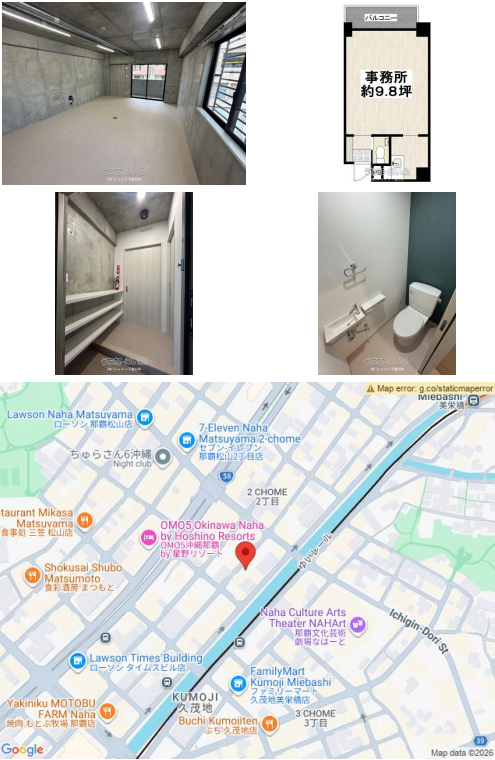 バルコニー
事務所
約9.8坪
Map error: g.co/staticmaperror
Miebashi
美栄橋
Lawson Naha Matsuyama
ローソン 那覇松山店
7-Eleven Naha
Matsuyama 2-chome
セブン-イレブン
那覇松山2丁目店
ちゅらさん6沖縄
Night club
58
2 CHOME
2丁目
staurant Mikasa
Matsuyama
食事処 三笠 松山店
OMO5 Okinawa Naha
by Hoshino Resorts
OMO5沖縄那覇
by 星野リゾート
ゆいレール
Shokusai Shubo
Matsumoto
食彩酒房 まつもと
Naha Culture Arts
Theater NAHArt
那覇文化芸術
劇場なはーと
Ichigin-Dori St
Lawson Times Building
ローソン タイムスビル店
FamilyMart
Kumoji Miebashi
ファミリーマート
久茂地美栄橋店
KUMOJI
久茂地
Yakiniku MOTOBU
FARM Naha
焼肉 もとぶ牧場 那覇店
Buchi Kumojiten
ぶち 久茂地店
3 CHOME
3丁目
39
Google
Map data ©2026